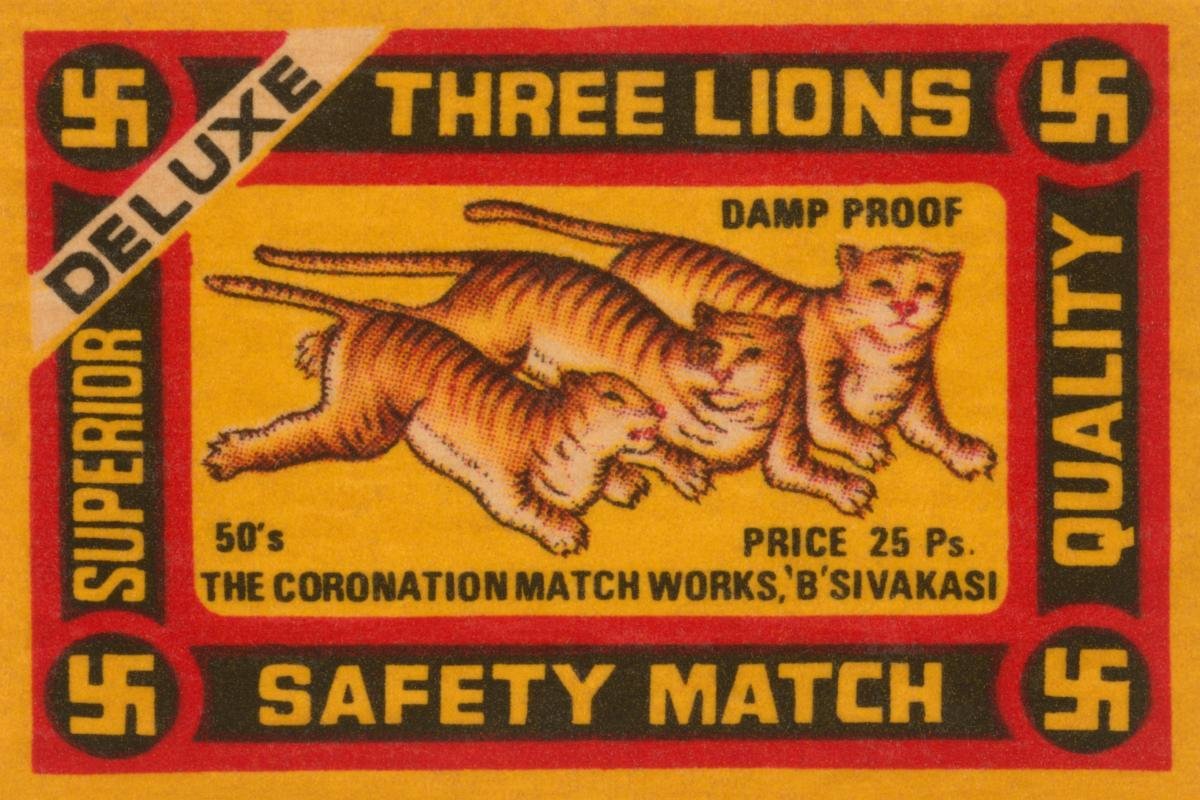 DELUXE
THREE LIONS
DAMP PROOF
SUPERIOR
QUALITY
50's
PRICE 25 Ps.
THE CORONATION MATCH WORKS,'B'SIVAKASI
SAFETY MATCH